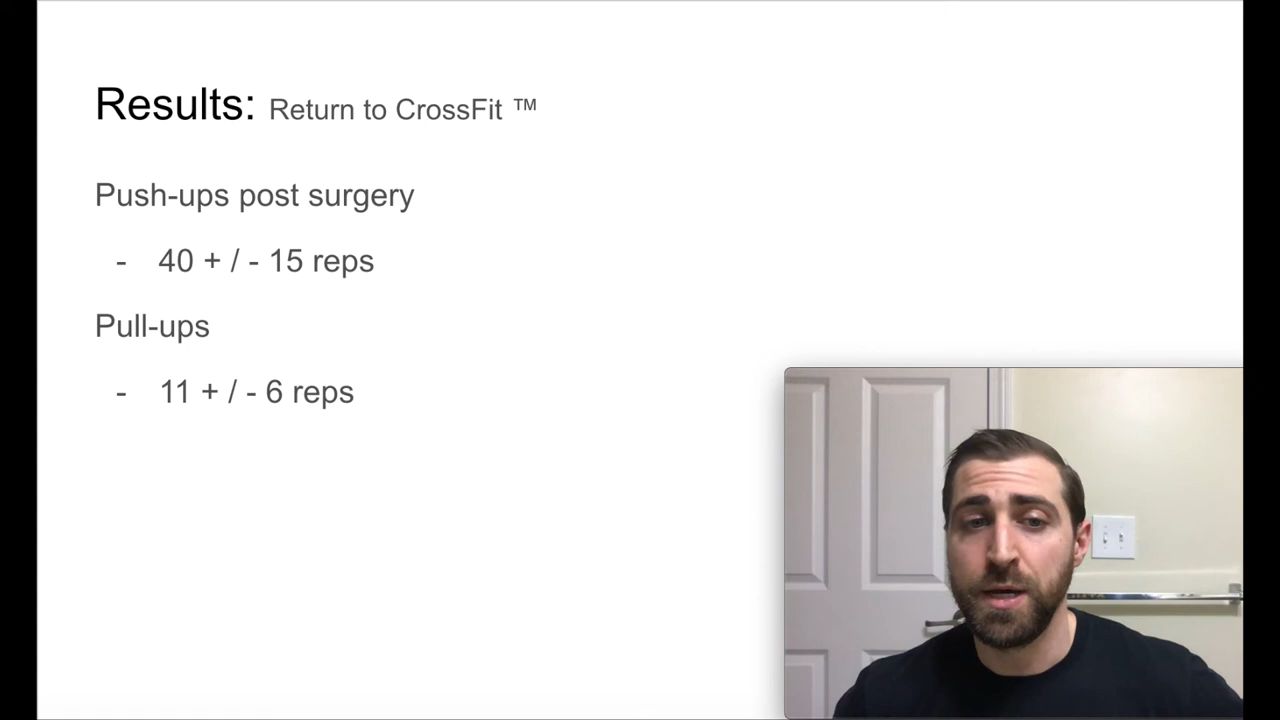 Results: Return to CrossFit ™
Push-ups post surgery
- 40 + / - 15 reps
Pull-ups
- 11 + / - 6 reps